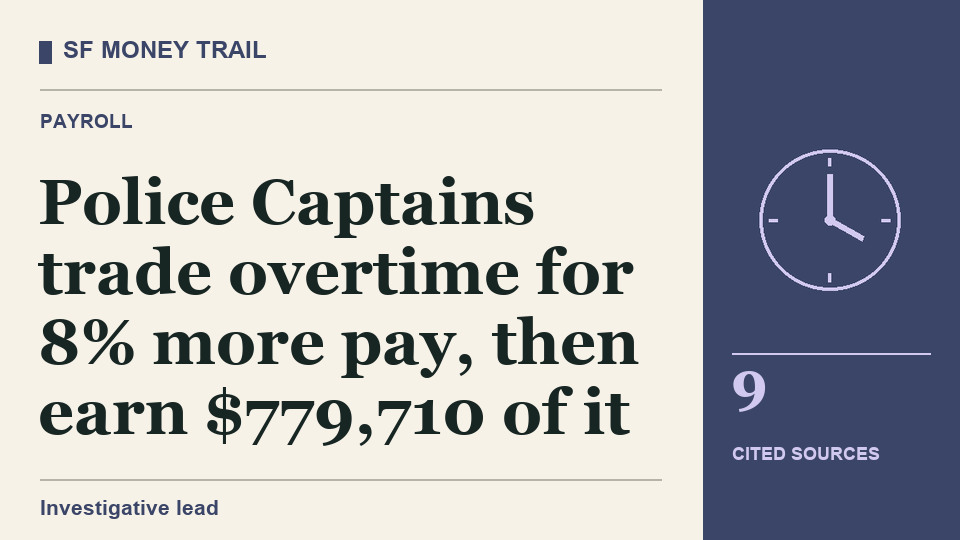 SF MONEY TRAIL
PAYROLL
Police Captains
trade overtime for
8% more pay, then
earn $779,710 of it
Investigative lead
9
CITED SOURCES